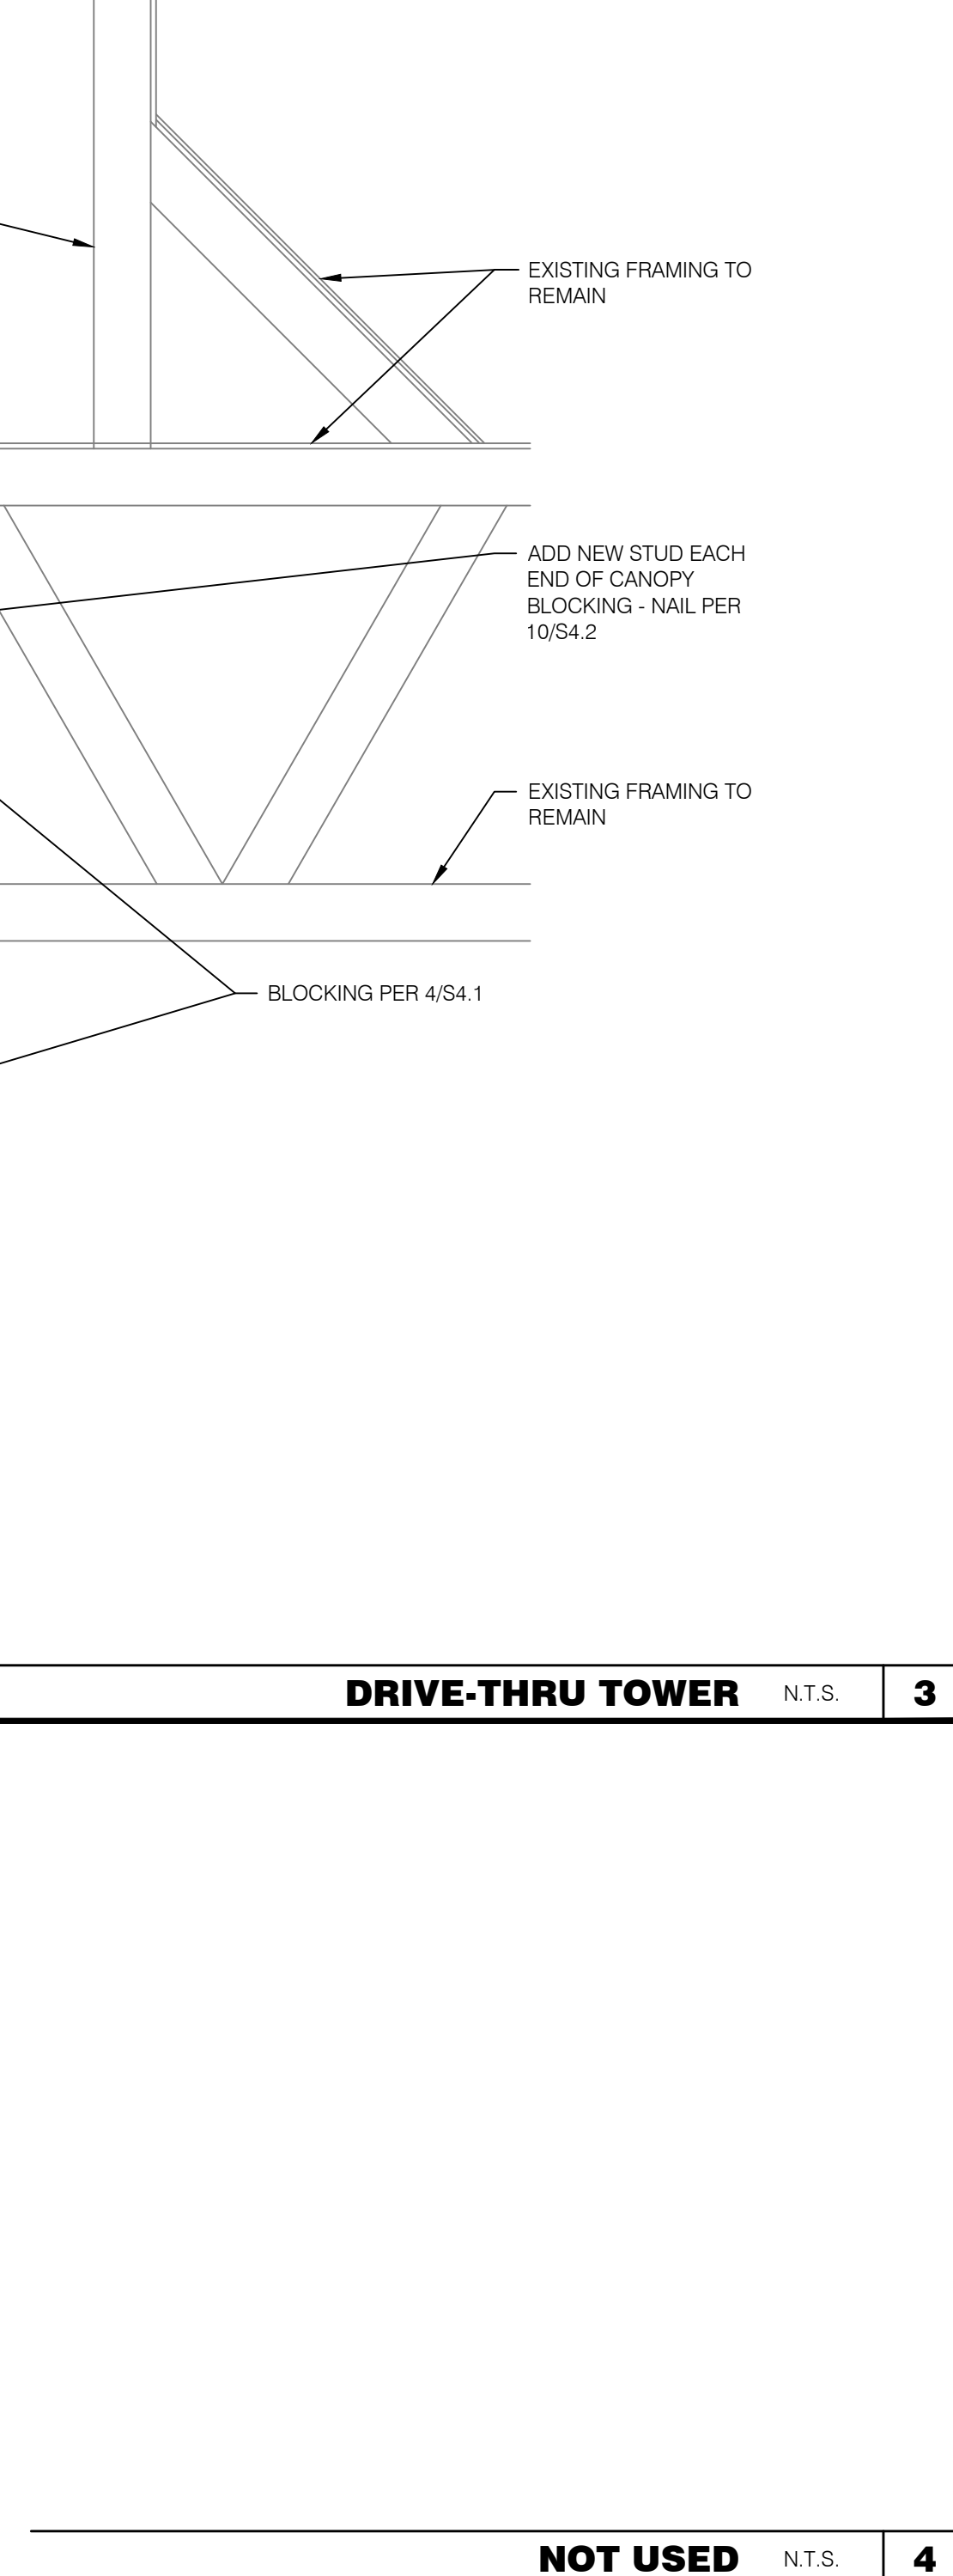 EXISTING FRAMING TO
REMAIN
ADD NEW STUD EACH
END OF CANOPY
BLOCKING - NAIL PER
10/S4.2
EXISTING FRAMING TO
REMAIN
BLOCKING PER 4/S4.1
DRIVE-THRU TOWER N.T.S. 3
NOT USED N.T.S. 4